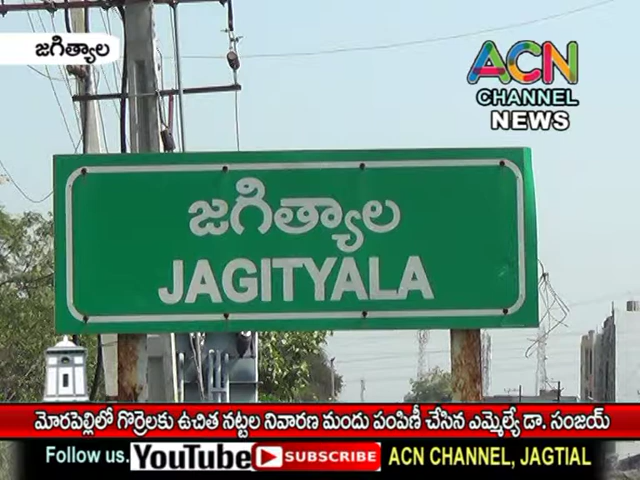 జగిత్యాల
ACN
CHANNEL
NEWS
జగిత్యాల
JAGITYALA
మోరపెల్లిలో గొర్రెలకు ఉచిత నట్టల నివారణ మందు పంపిణీ చేసిన ఎమ్మెల్యే డా. సంజయ్
Follow us. YouTube SUBSCRIBE ACN CHANNEL, JAGTIAL